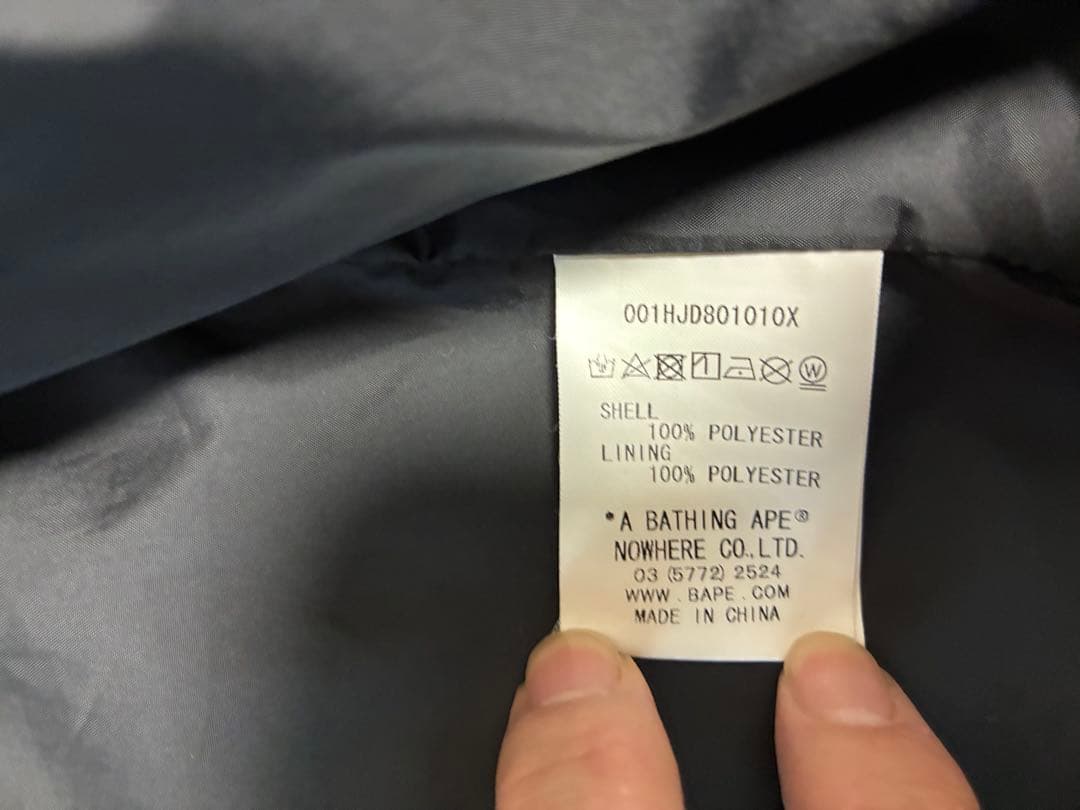 001HJD801010X
W
SHELL
100% POLYESTER
LINING
100% POLYESTER
*A BATHING APE®
NOWHERE CO.,LTD.
03 (5772) 2524
WWW.BAPE.COM
MADE IN CHINA